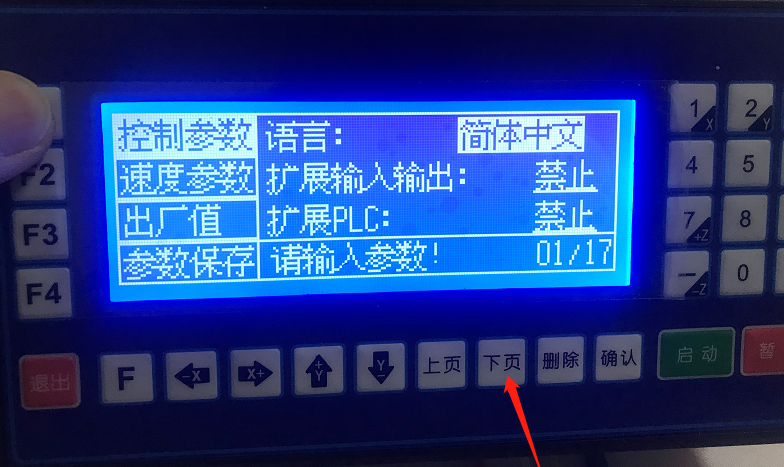 控制参数 语言: 简体中文
速度参数 扩展输入输出: 禁止
出厂值 扩展PLC: 禁止
参数保存 请输入参数! 01/17
F2
F3
F4
1 X 2 Y
4 5
7 +Z 8
一 -Z 0
退出 F -X X+ +Y Y- 上页 下页 删除 确认 启动 暂